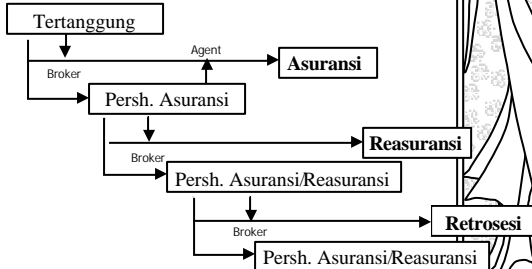 Tertanggung
Agent
Asuransi
Broker
Persh. Asuransi
Reasuransi
Broker
Persh. Asuransi/Reasuransi
Retrosesi
Broker
Persh. Asuransi/Reasuransi